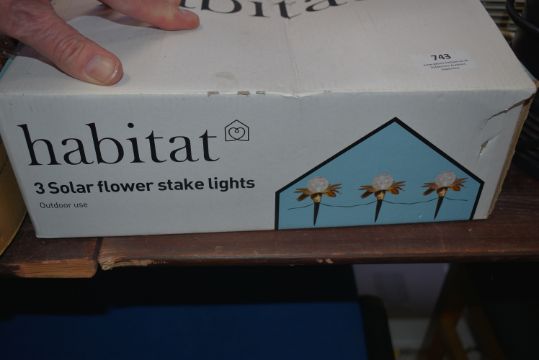 habitat
743
habitat
3 Solar flower stake lights
Outdoor use